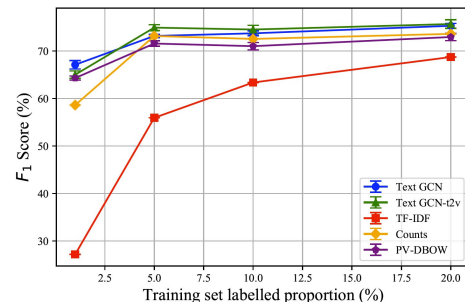 70
60
50
40
30
F1 Score (%)
2.5 5.0 7.5 10.0 12.5 15.0 17.5 20.0
Training set labelled proportion (%)
Text GCN
Text GCN-t2v
TF-IDF
Counts
PV-DBOW